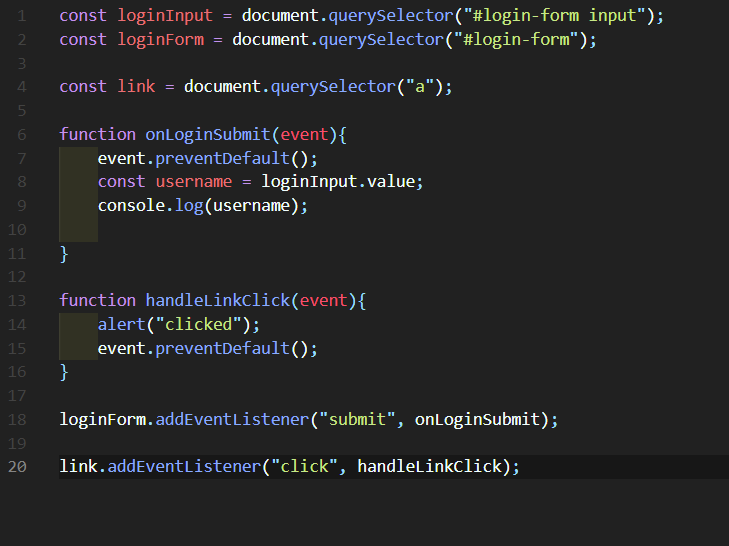 1 const loginInput = document.querySelector("#login-form input");
2 const loginForm = document.querySelector("#login-form");
3
4 const link = document.querySelector("a");
5
6 function onLoginSubmit(event){
7     event.preventDefault();
8     const username = loginInput.value;
9     console.log(username);
10
11 }
12
13 function handleLinkClick(event){
14     alert("clicked");
15     event.preventDefault();
16 }
17
18 loginForm.addEventListener("submit", onLoginSubmit);
19
20 link.addEventListener("click", handleLinkClick);